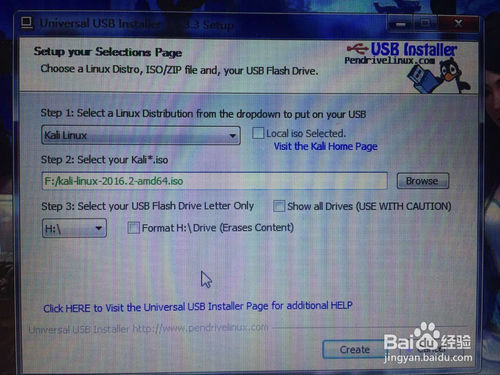 Universal USB Installer
3.3 Setup
Setup your Selections Page
Choose a Linux Distro, ISO/ZIP file and, your USB Flash Drive.
USB Installer
Pendrivelinux.com
Step 1: Select a Linux Distribution from the dropdown to put on your USB
Kali Linux
Local iso Selected.
Visit the Kali Home Page
Step 2: Select your Kali*.iso
F:/kali-linux-2016.2-amd64.iso
Browse
Step 3: Select your USB Flash Drive Letter Only
Show all Drives (USE WITH CAUTION)
H:\
Format H:\ Drive (Erases Content)
Click HERE to Visit the Universal USB Installer Page for additional HELP
Universal USB Installer http://www.pendrivelinux.com
Create
Cancel
Baidu 经验
jingyan.baidu.com